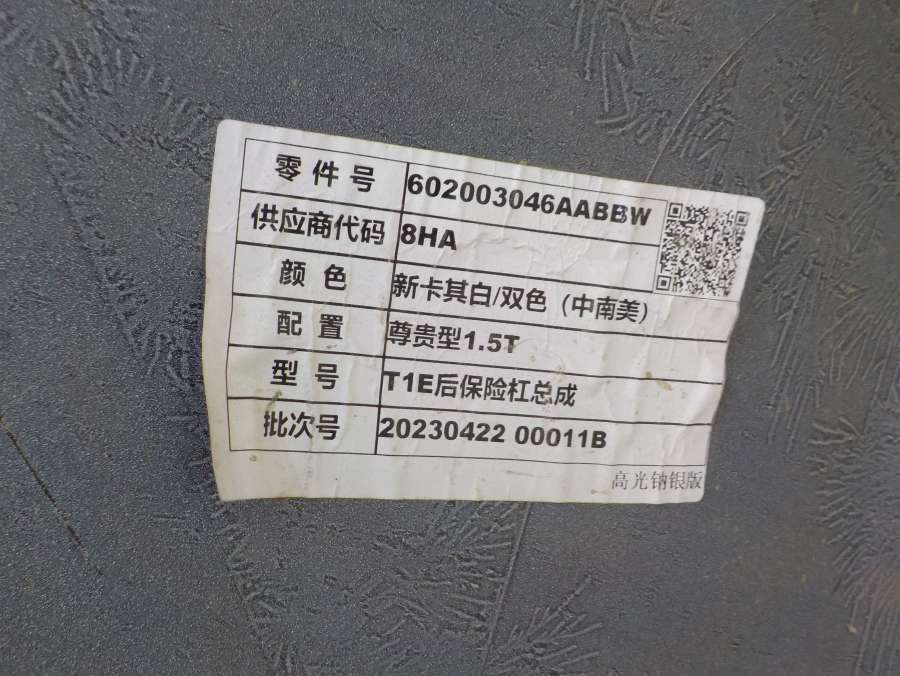 零件号 602003046AABBW
供应商代码 8HA
颜色 新卡其白/双色（中南美）
配置 尊贵型1.5T
型号 T1E后保险杠总成
批次号 20230422 00011B
高光钠银版